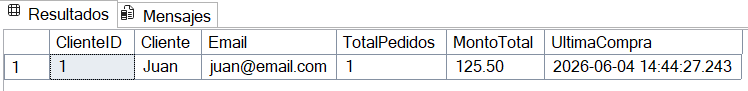 Resultados Mensajes
ClienteID Cliente Email TotalPedidos MontoTotal UltimaCompra
1 1 Juan juan@email.com 1 125.50 2026-06-04 14:44:27.243